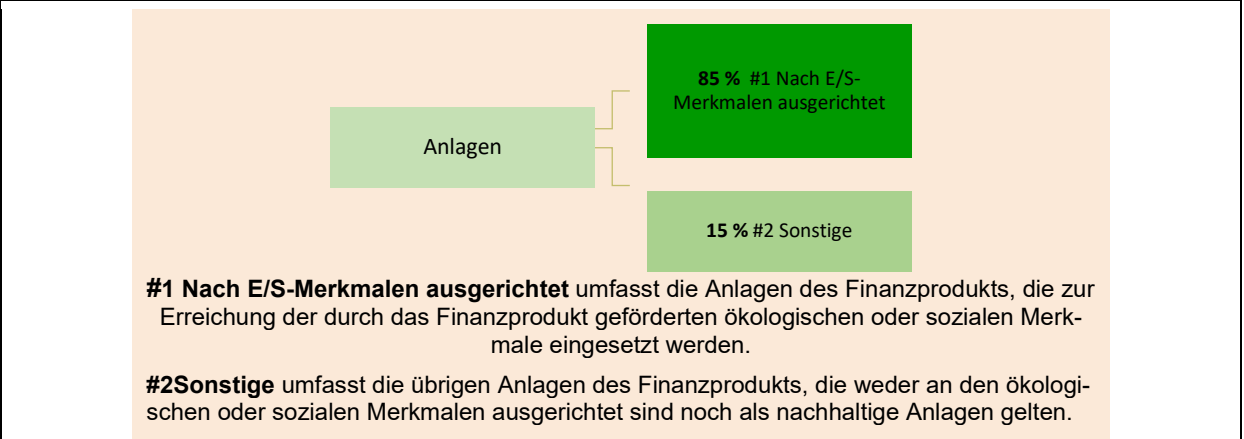 85 % #1 Nach E/S-
Merkmalen ausgerichtet
Anlagen
15 % #2 Sonstige
#1 Nach E/S-Merkmalen ausgerichtet umfasst die Anlagen des Finanzprodukts, die zur
Erreichung der durch das Finanzprodukt geförderten ökologischen oder sozialen Merk-
male eingesetzt werden.
#2Sonstige umfasst die übrigen Anlagen des Finanzprodukts, die weder an den ökologi-
schen oder sozialen Merkmalen ausgerichtet sind noch als nachhaltige Anlagen gelten.